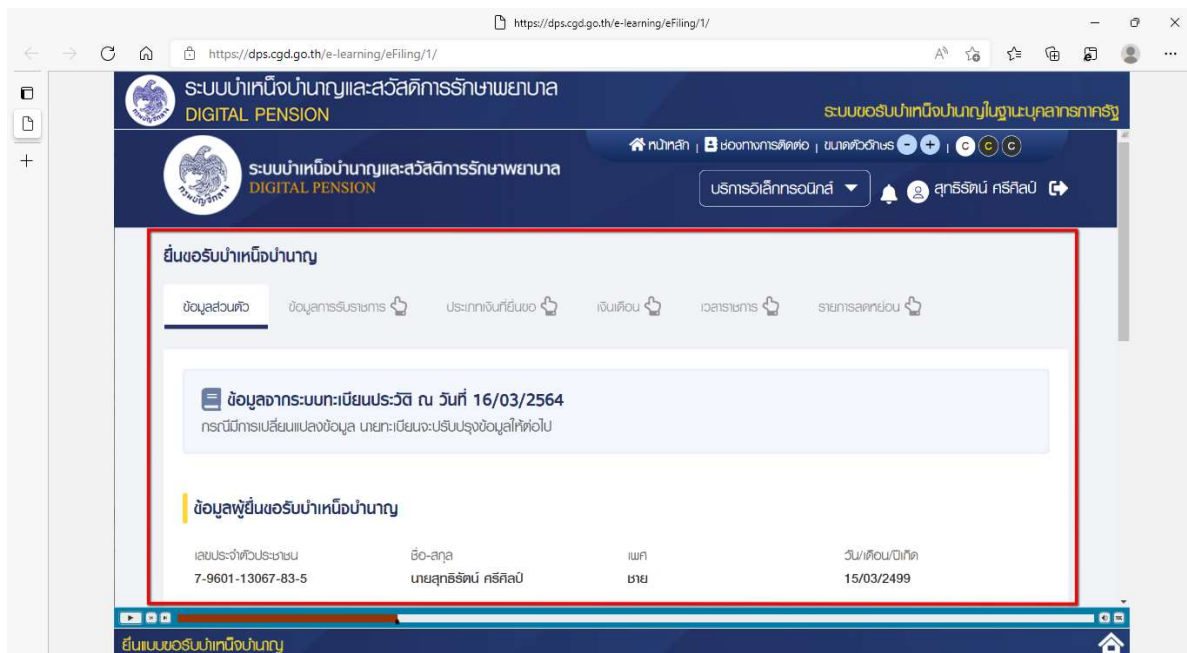 https://dps.cgd.go.th/e-learning/eFiling/1/
https://dps.cgd.go.th/e-learning/eFiling/1/
ระบบบำเหน็จบำนาญและสวัสดิการรักษาพยาบาล
DIGITAL PENSION
ระบบขอรับบำเหน็จบำนาญในฐานะบุคลากรภาครัฐ
หน้าหลัก | ช่องทางการติดต่อ | ขนาดตัวอักษร - + | C C C
ระบบบำเหน็จบำนาญและสวัสดิการรักษาพยาบาล
DIGITAL PENSION
บริการอิเล็กทรอนิกส์
สุทธิรัตน์ ศรีศิลป์
ยื่นขอรับบำเหน็จบำนาญ
ข้อมูลส่วนตัว ข้อมูลการรับราชการ ประเภทเงินที่ยื่นขอ เงินเดือน เวลาราชการ รายการลดหย่อน
ข้อมูลจากระบบทะเบียนประวัติ ณ วันที่ 16/03/2564
กรณีมีการเปลี่ยนแปลงข้อมูล นายทะเบียนจะปรับปรุงข้อมูลให้ต่อไป
ข้อมูลผู้ยื่นขอรับบำเหน็จบำนาญ
เลขประจำตัวประชาชน ชื่อ-สกุล เพศ วัน/เดือน/ปีเกิด
7-9601-13067-83-5 นายสุทธิรัตน์ ศรีศิลป์ ชาย 15/03/2499
ยื่นแบบขอรับบำเหน็จบำนาญ